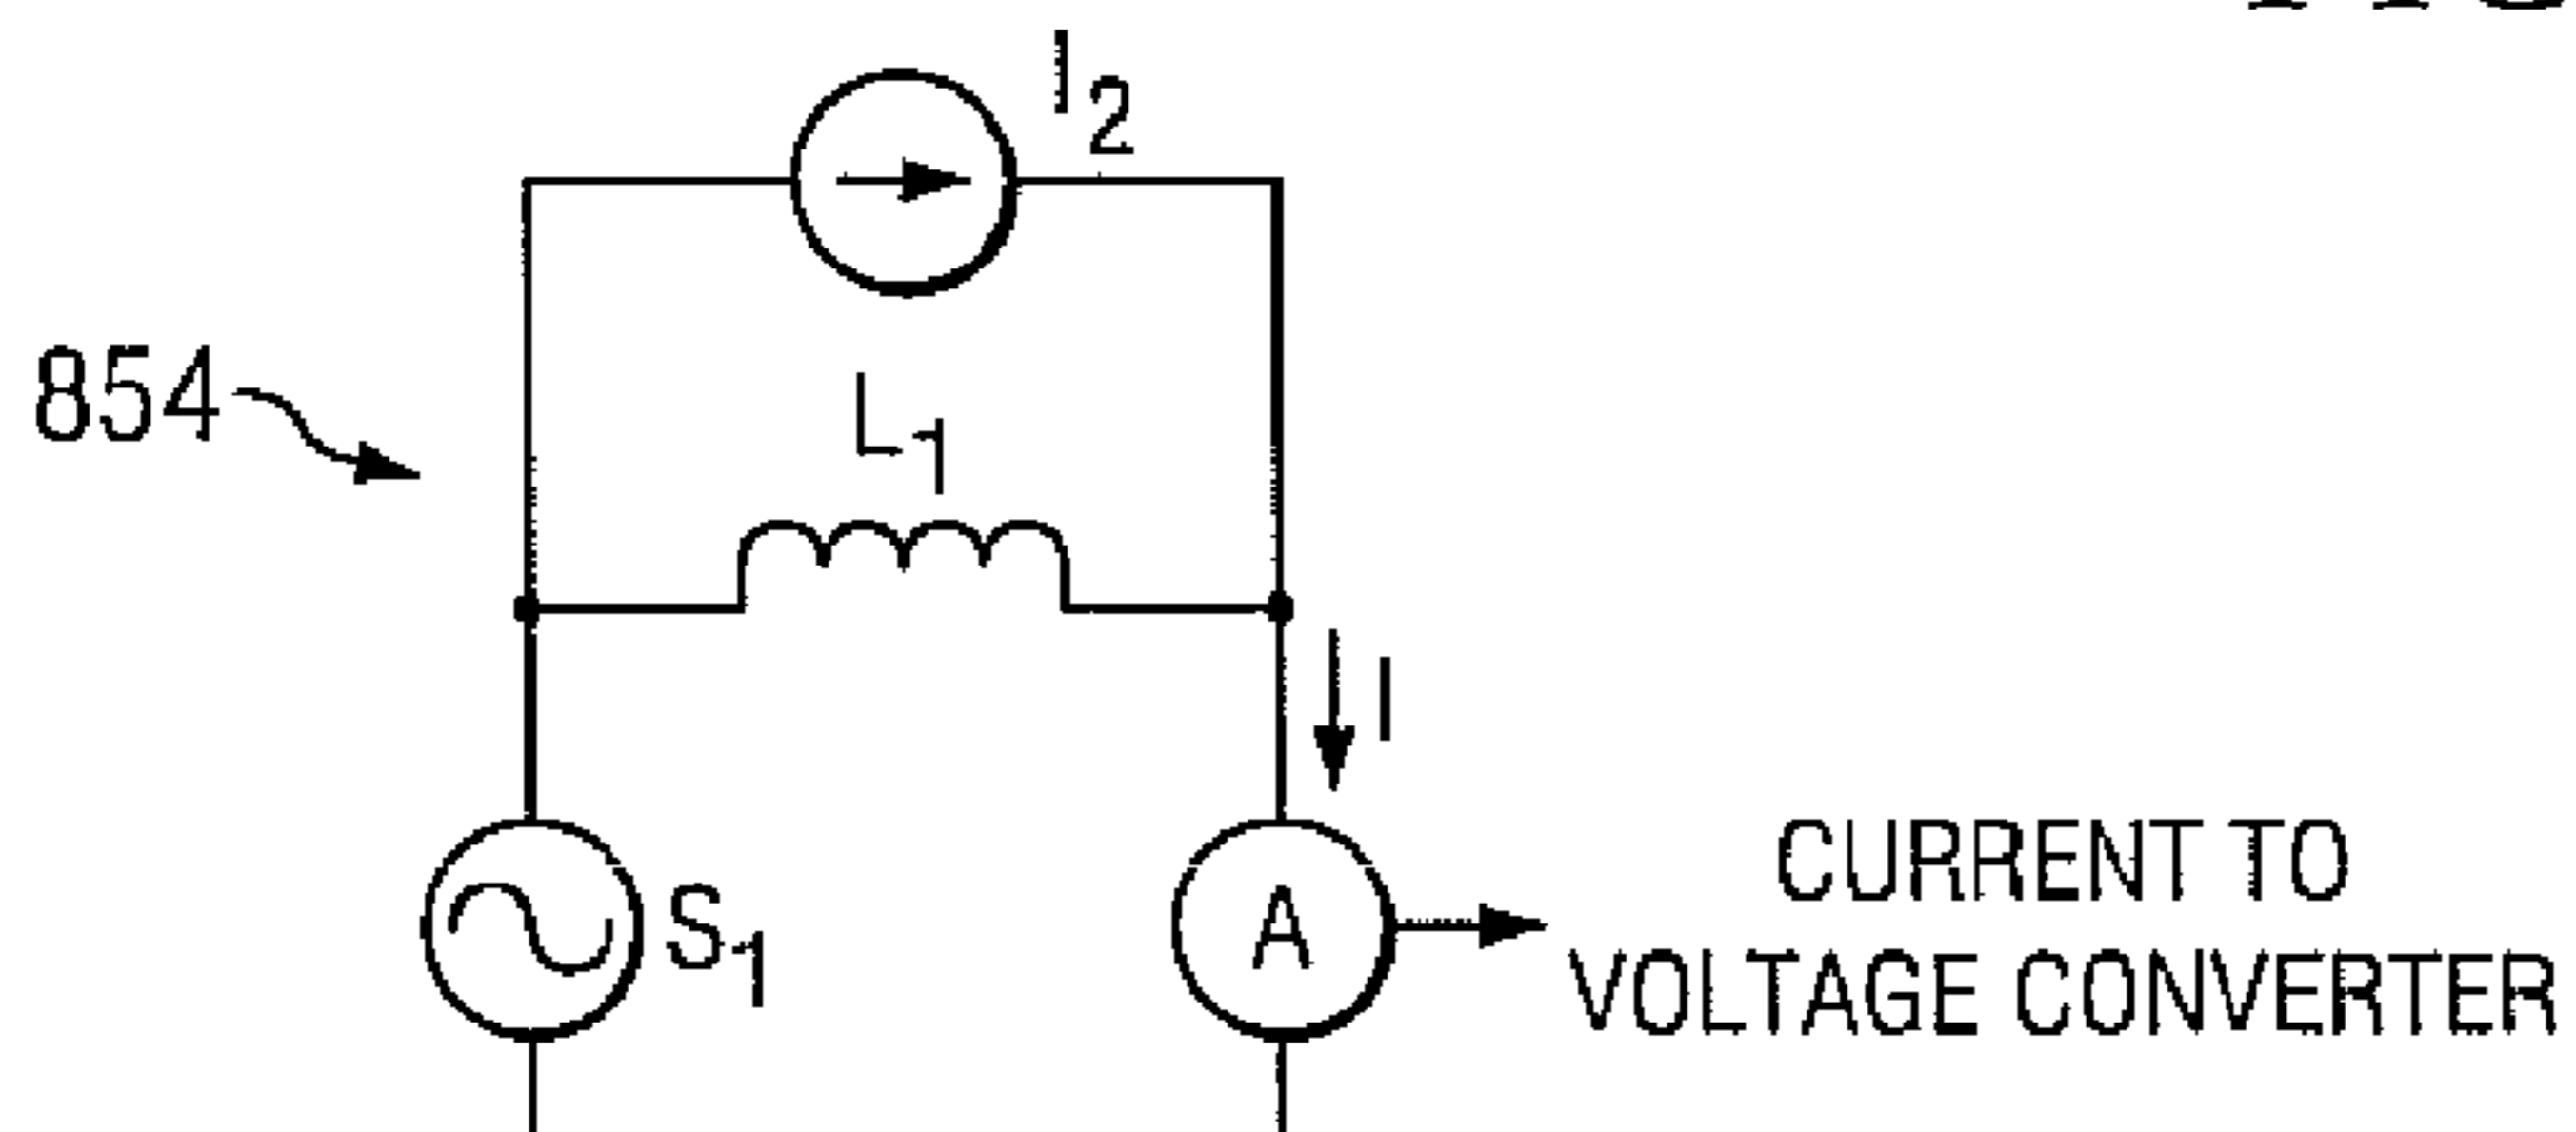 I2
854
L1
I
S1
A
CURRENT TO
VOLTAGE CONVERTER